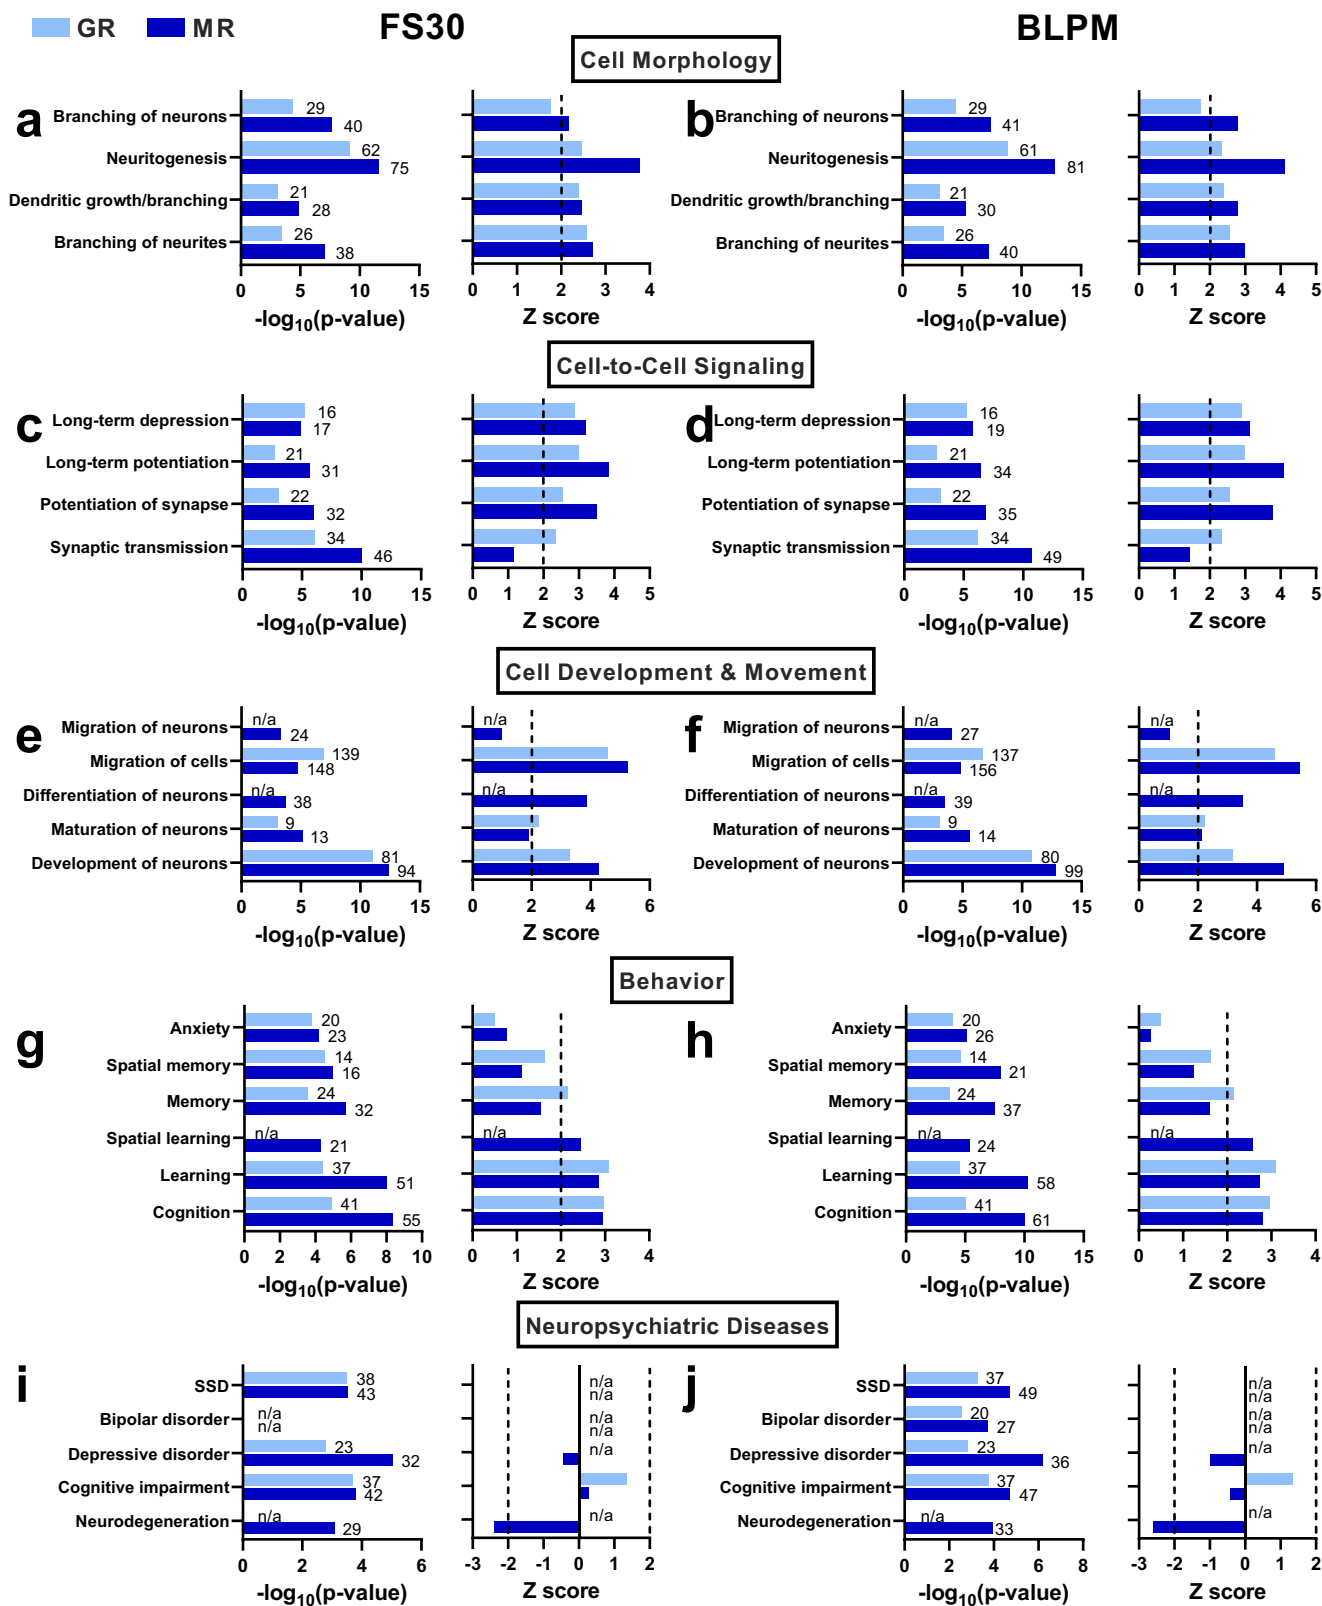 GR MR FS30 BLPM
Cell Morphology
a b
Branching of neurons 29 40 Branching of neurons 29 41
Neuritogenesis 62 75 Neuritogenesis 61 81
Dendritic growth/branching 21 28 Dendritic growth/branching 21 30
Branching of neurites 26 38 Branching of neurites 26 40
0 5 10 15 0 1 2 3 4 0 5 10 15 0 1 2 3 4 5
-log10(p-value) Z score -log10(p-value) Z score
Cell-to-Cell Signaling
c d
Long-term depression 16 17 Long-term depression 16 19
Long-term potentiation 21 31 Long-term potentiation 21 34
Potentiation of synapse 22 32 Potentiation of synapse 22 35
Synaptic transmission 34 46 Synaptic transmission 34 49
0 5 10 15 0 1 2 3 4 5 0 5 10 15 0 1 2 3 4 5
-log10(p-value) Z score -log10(p-value) Z score
Cell Development & Movement
e f
Migration of neurons n/a 24 n/a Migration of neurons n/a 27 n/a
Migration of cells 139 148 Migration of cells 137 156
Differentiation of neurons n/a 38 n/a Differentiation of neurons n/a 39 n/a
Maturation of neurons 9 13 Maturation of neurons 9 14
Development of neurons 81 94 Development of neurons 80 99
0 5 10 15 0 2 4 6 0 5 10 15 0 2 4 6
-log10(p-value) Z score -log10(p-value) Z score
Behavior
g h
Anxiety 20 23 Anxiety 20 26
Spatial memory 14 16 Spatial memory 14 21
Memory 24 32 Memory 24 37
Spatial learning n/a 21 n/a Spatial learning n/a 24 n/a
Learning 37 51 Learning 37 58
Cognition 41 55 Cognition 41 61
0 2 4 6 8 10 0 1 2 3 4 0 5 10 15 0 1 2 3 4
-log10(p-value) Z score -log10(p-value) Z score
Neuropsychiatric Diseases
i j
SSD 38 43 n/a n/a SSD 37 49 n/a n/a
Bipolar disorder n/a n/a n/a n/a Bipolar disorder 20 27 n/a n/a
Depressive disorder 23 32 n/a Depressive disorder 23 36 n/a
Cognitive impairment 37 42 Cognitive impairment 37 47
Neurodegeneration n/a 29 n/a Neurodegeneration n/a 33 n/a
0 2 4 6 -3 -2 -1 0 1 2 0 2 4 6 8 -3 -2 -1 0 1 2
-log10(p-value) Z score -log10(p-value) Z score